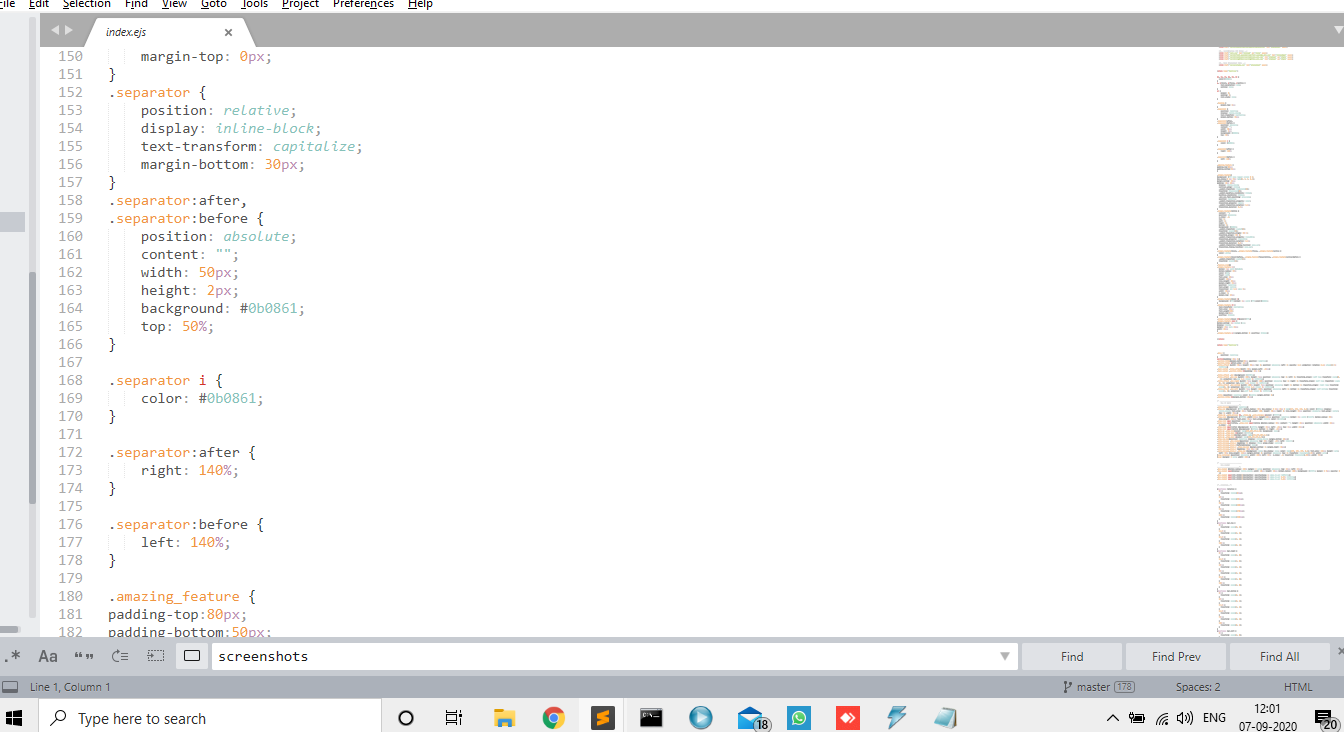 File Edit Selection Find View Goto Tools Project Preferences Help
index.ejs ×
150 margin-top: 0px;
151 }
152 .separator {
153 position: relative;
154 display: inline-block;
155 text-transform: capitalize;
156 margin-bottom: 30px;
157 }
158 .separator:after,
159 .separator:before {
160 position: absolute;
161 content: "";
162 width: 50px;
163 height: 2px;
164 background: #0b0861;
165 top: 50%;
166 }
167
168 .separator i {
169 color: #0b0861;
170 }
171
172 .separator:after {
173 right: 140%;
174 }
175
176 .separator:before {
177 left: 140%;
178 }
179
180 .amazing_feature {
181 padding-top:80px;
182 padding-bottom:50px;
.* Aa “” screenshots Find Find Prev Find All
Line 1, Column 1 master 178 Spaces: 2 HTML
Type here to search 18 ENG 12:01
07-09-2020 20